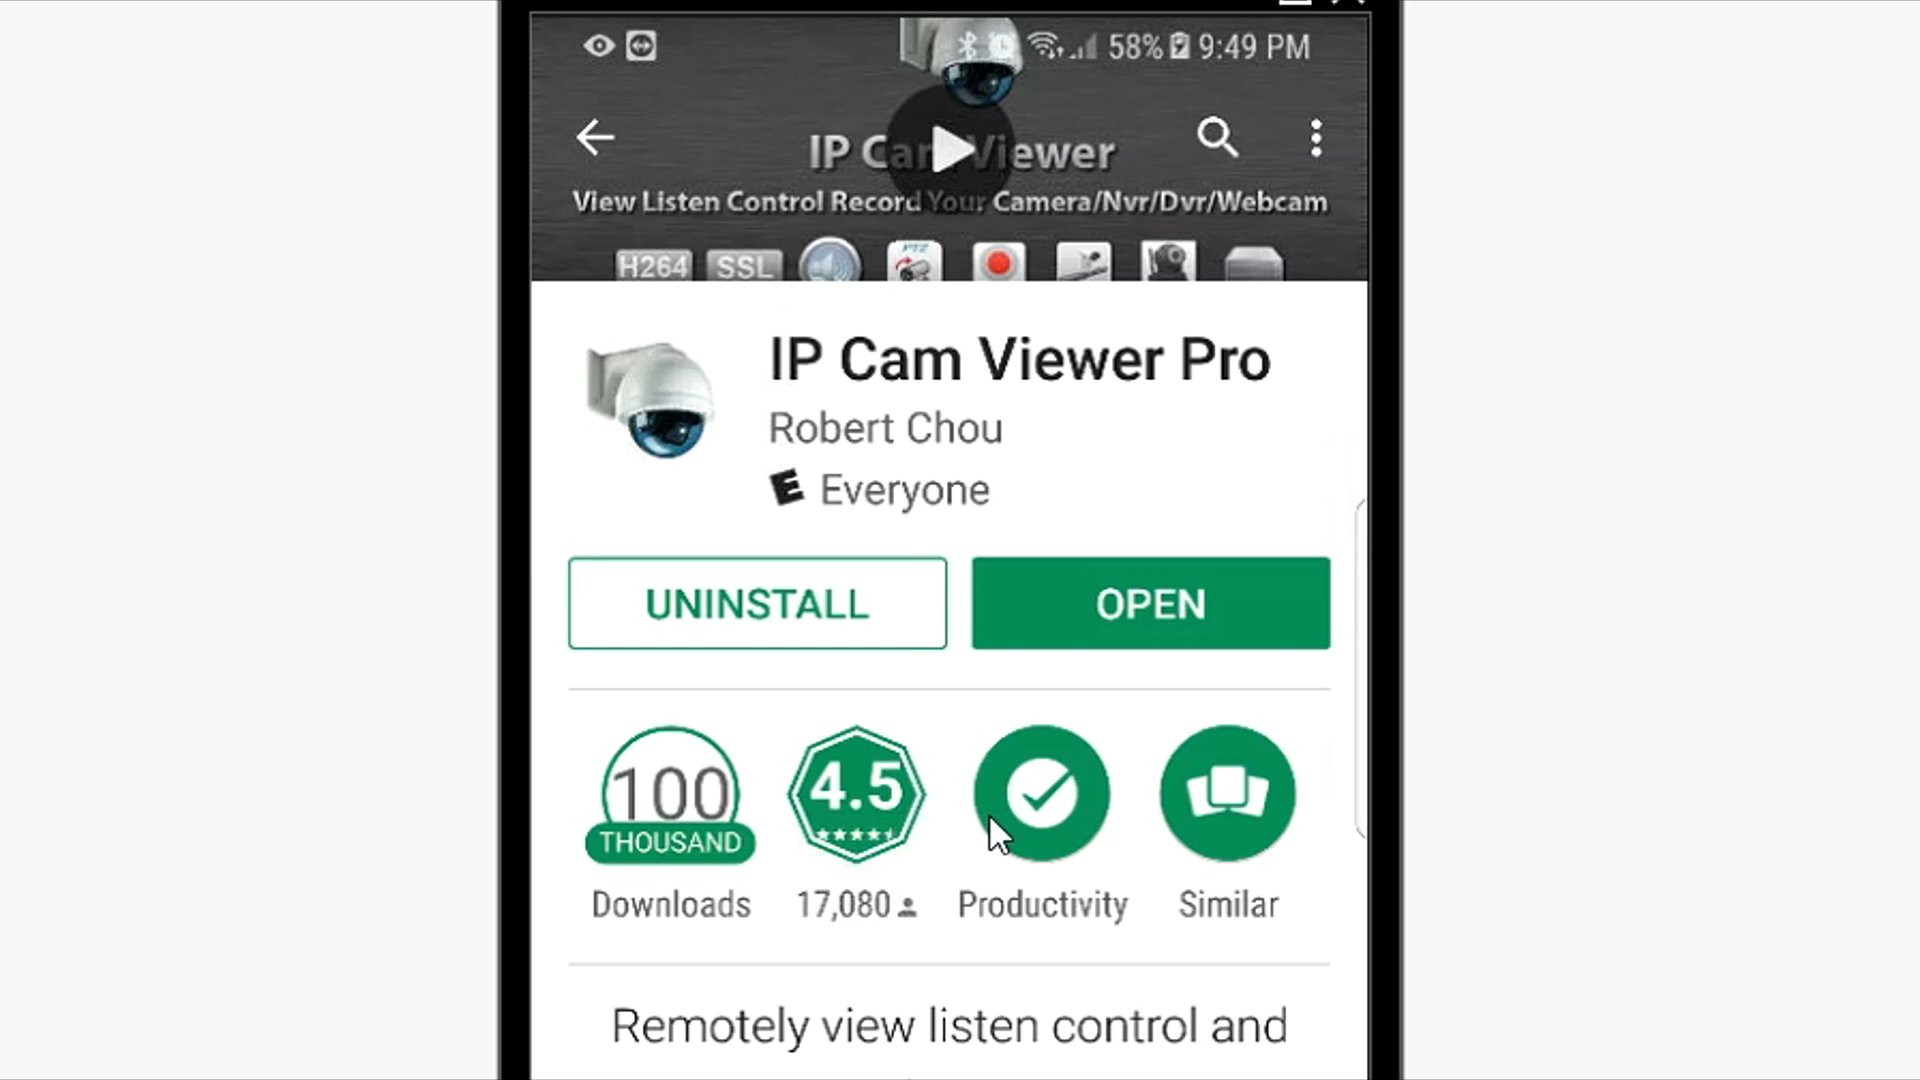 58% 9:49 PM
IP Cam Viewer
View Listen Control Record Your Camera/Nvr/Dvr/Webcam
H264 SSL PTZ
IP Cam Viewer Pro
Robert Chou
E Everyone
UNINSTALL OPEN
100 4.5
THOUSAND
Downloads 17,080 Productivity Similar
Remotely view listen control and